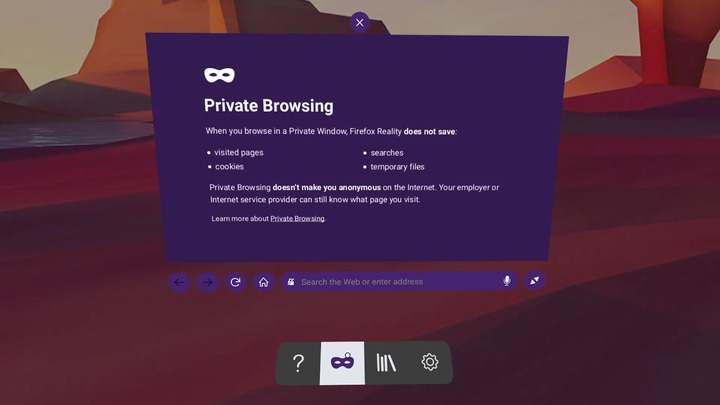 Private Browsing
When you browse in a Private Window, Firefox Reality does not save:
• visited pages
• searches
• cookies
• temporary files
Private Browsing doesn't make you anonymous on the Internet. Your employer or
Internet service provider can still know what page you visit.
Learn more about Private Browsing.
Search the Web or enter address
?